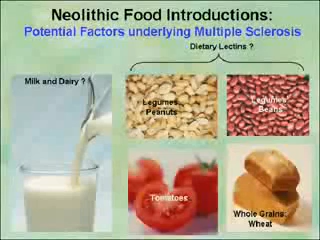 Neolithic Food Introductions:
Potential Factors underlying Multiple Sclerosis
Dietary Lectins ?
Milk and Dairy ?
Legumes:
Peanuts
Legumes:
Beans
Tomatoes
Whole Grains:
Wheat